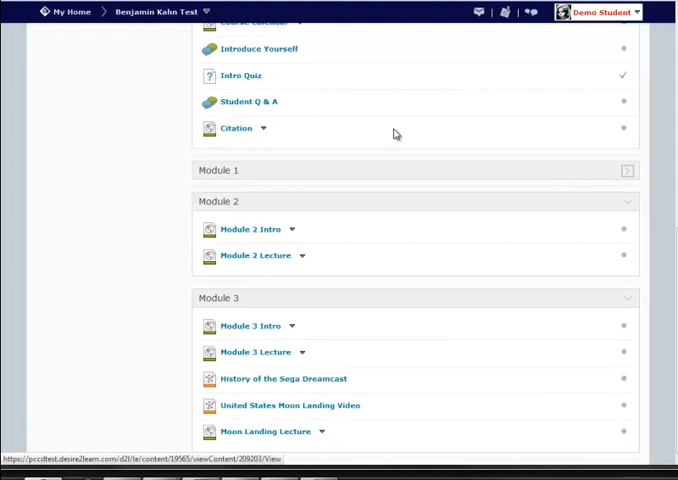 My Home Benjamin Kahn Test Demo Student
Course Calendar
Introduce Yourself
Intro Quiz
Student Q & A
Citation
Module 1
Module 2
Module 2 Intro
Module 2 Lecture
Module 3
Module 3 Intro
Module 3 Lecture
History of the Sega Dreamcast
United States Moon Landing Video
Moon Landing Lecture
https://pccdtest.desire2learn.com/d2l/le/content/19565/viewContent/209203/View